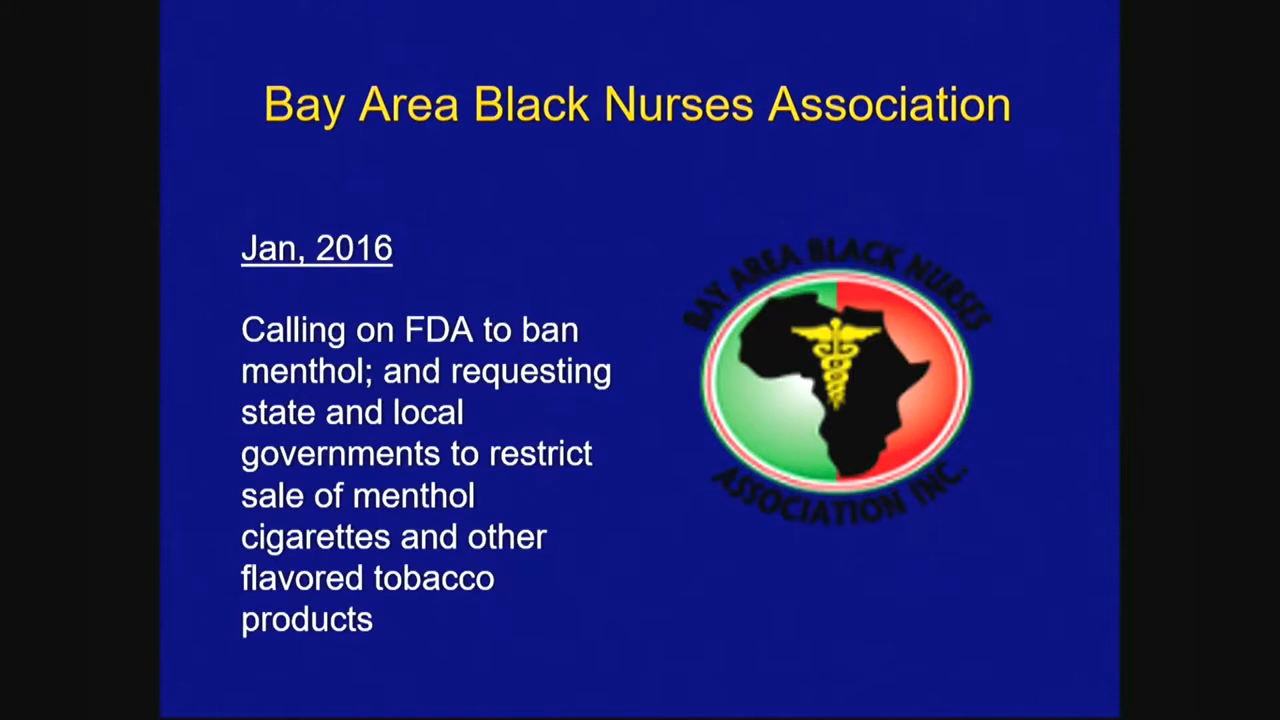 Bay Area Black Nurses Association
Jan, 2016
Calling on FDA to ban
menthol; and requesting
state and local
governments to restrict
sale of menthol
cigarettes and other
flavored tobacco
products
BAY AREA BLACK NURSES
ASSOCIATION INC.